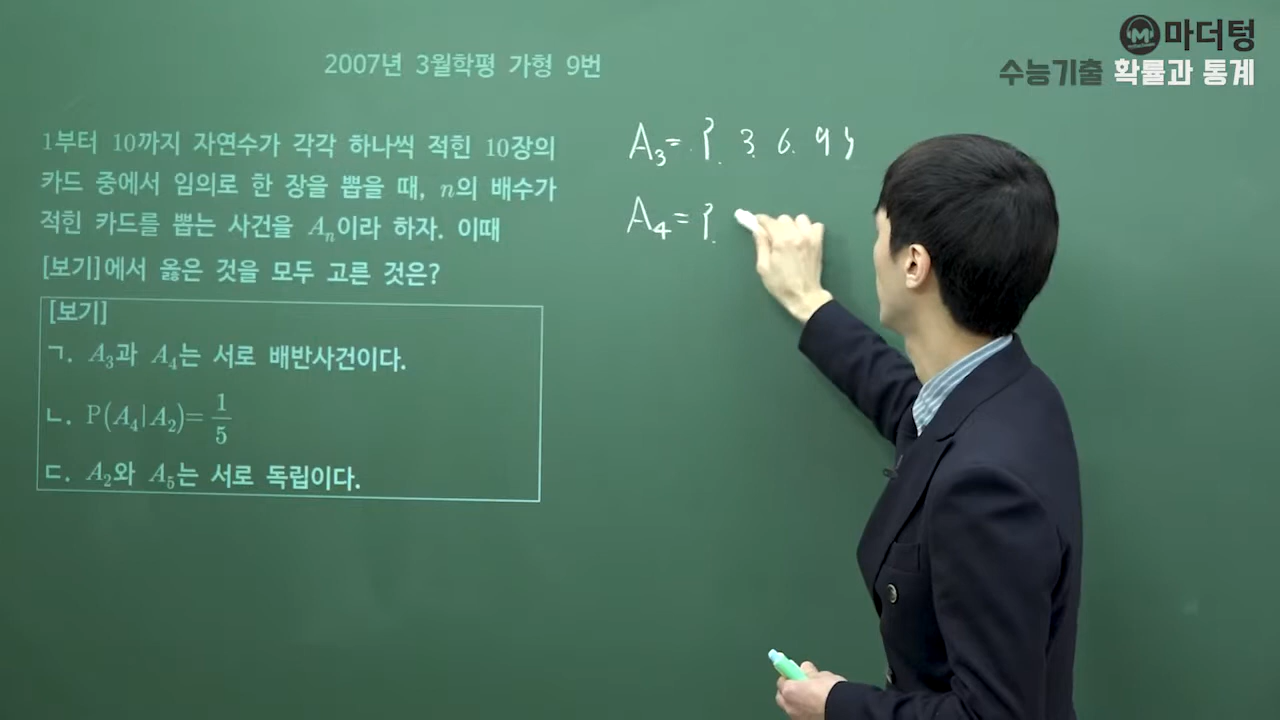 마더텅
수능기출 확률과 통계
2007년 3월학평 가형 9번
1부터 10까지 자연수가 각각 하나씩 적힌 10장의
카드 중에서 임의로 한 장을 뽑을 때, n의 배수가
적힌 카드를 뽑는 사건을 Aₙ이라 하자. 이때
[보기]에서 옳은 것을 모두 고른 것은?
[보기]
ㄱ. A₃과 A₄는 서로 배반사건이다.
ㄴ. P(A₄|A₂)=1/5
ㄷ. A₂와 A₅는 서로 독립이다.
A₃= { 3. 6. 9 }
A₄= {